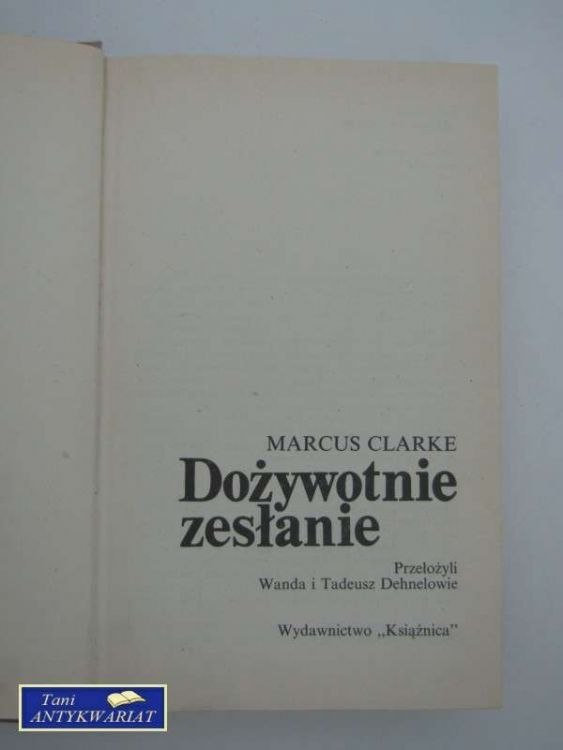 MARCUS CLARKE
Dożywotnie
zesłanie
Przełożyli
Wanda i Tadeusz Dehnelowie
Wydawnictwo „Książnica”
Tani
ANTYKWARIAT